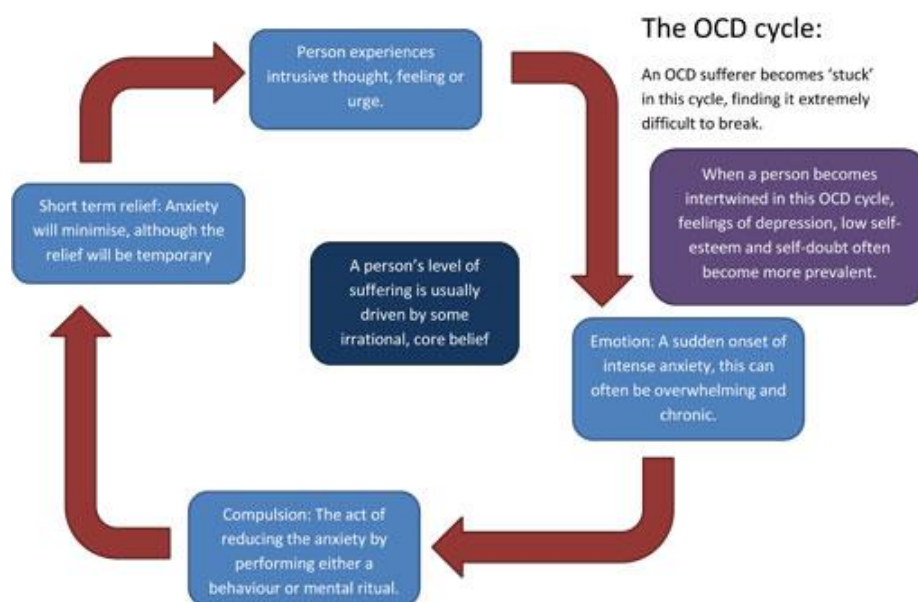 The OCD cycle:
An OCD sufferer becomes ‘stuck’
in this cycle, finding it extremely
difficult to break.
Person experiences
intrusive thought, feeling or
urge.
When a person becomes
intertwined in this OCD cycle,
feelings of depression, low self-
esteem and self-doubt often
become more prevalent.
Emotion: A sudden onset of
intense anxiety, this can
often be overwhelming and
chronic.
Compulsion: The act of
reducing the anxiety by
performing either a
behaviour or mental ritual.
Short term relief: Anxiety
will minimise, although the
relief will be temporary
A person’s level of
suffering is usually
driven by some
irrational, core belief